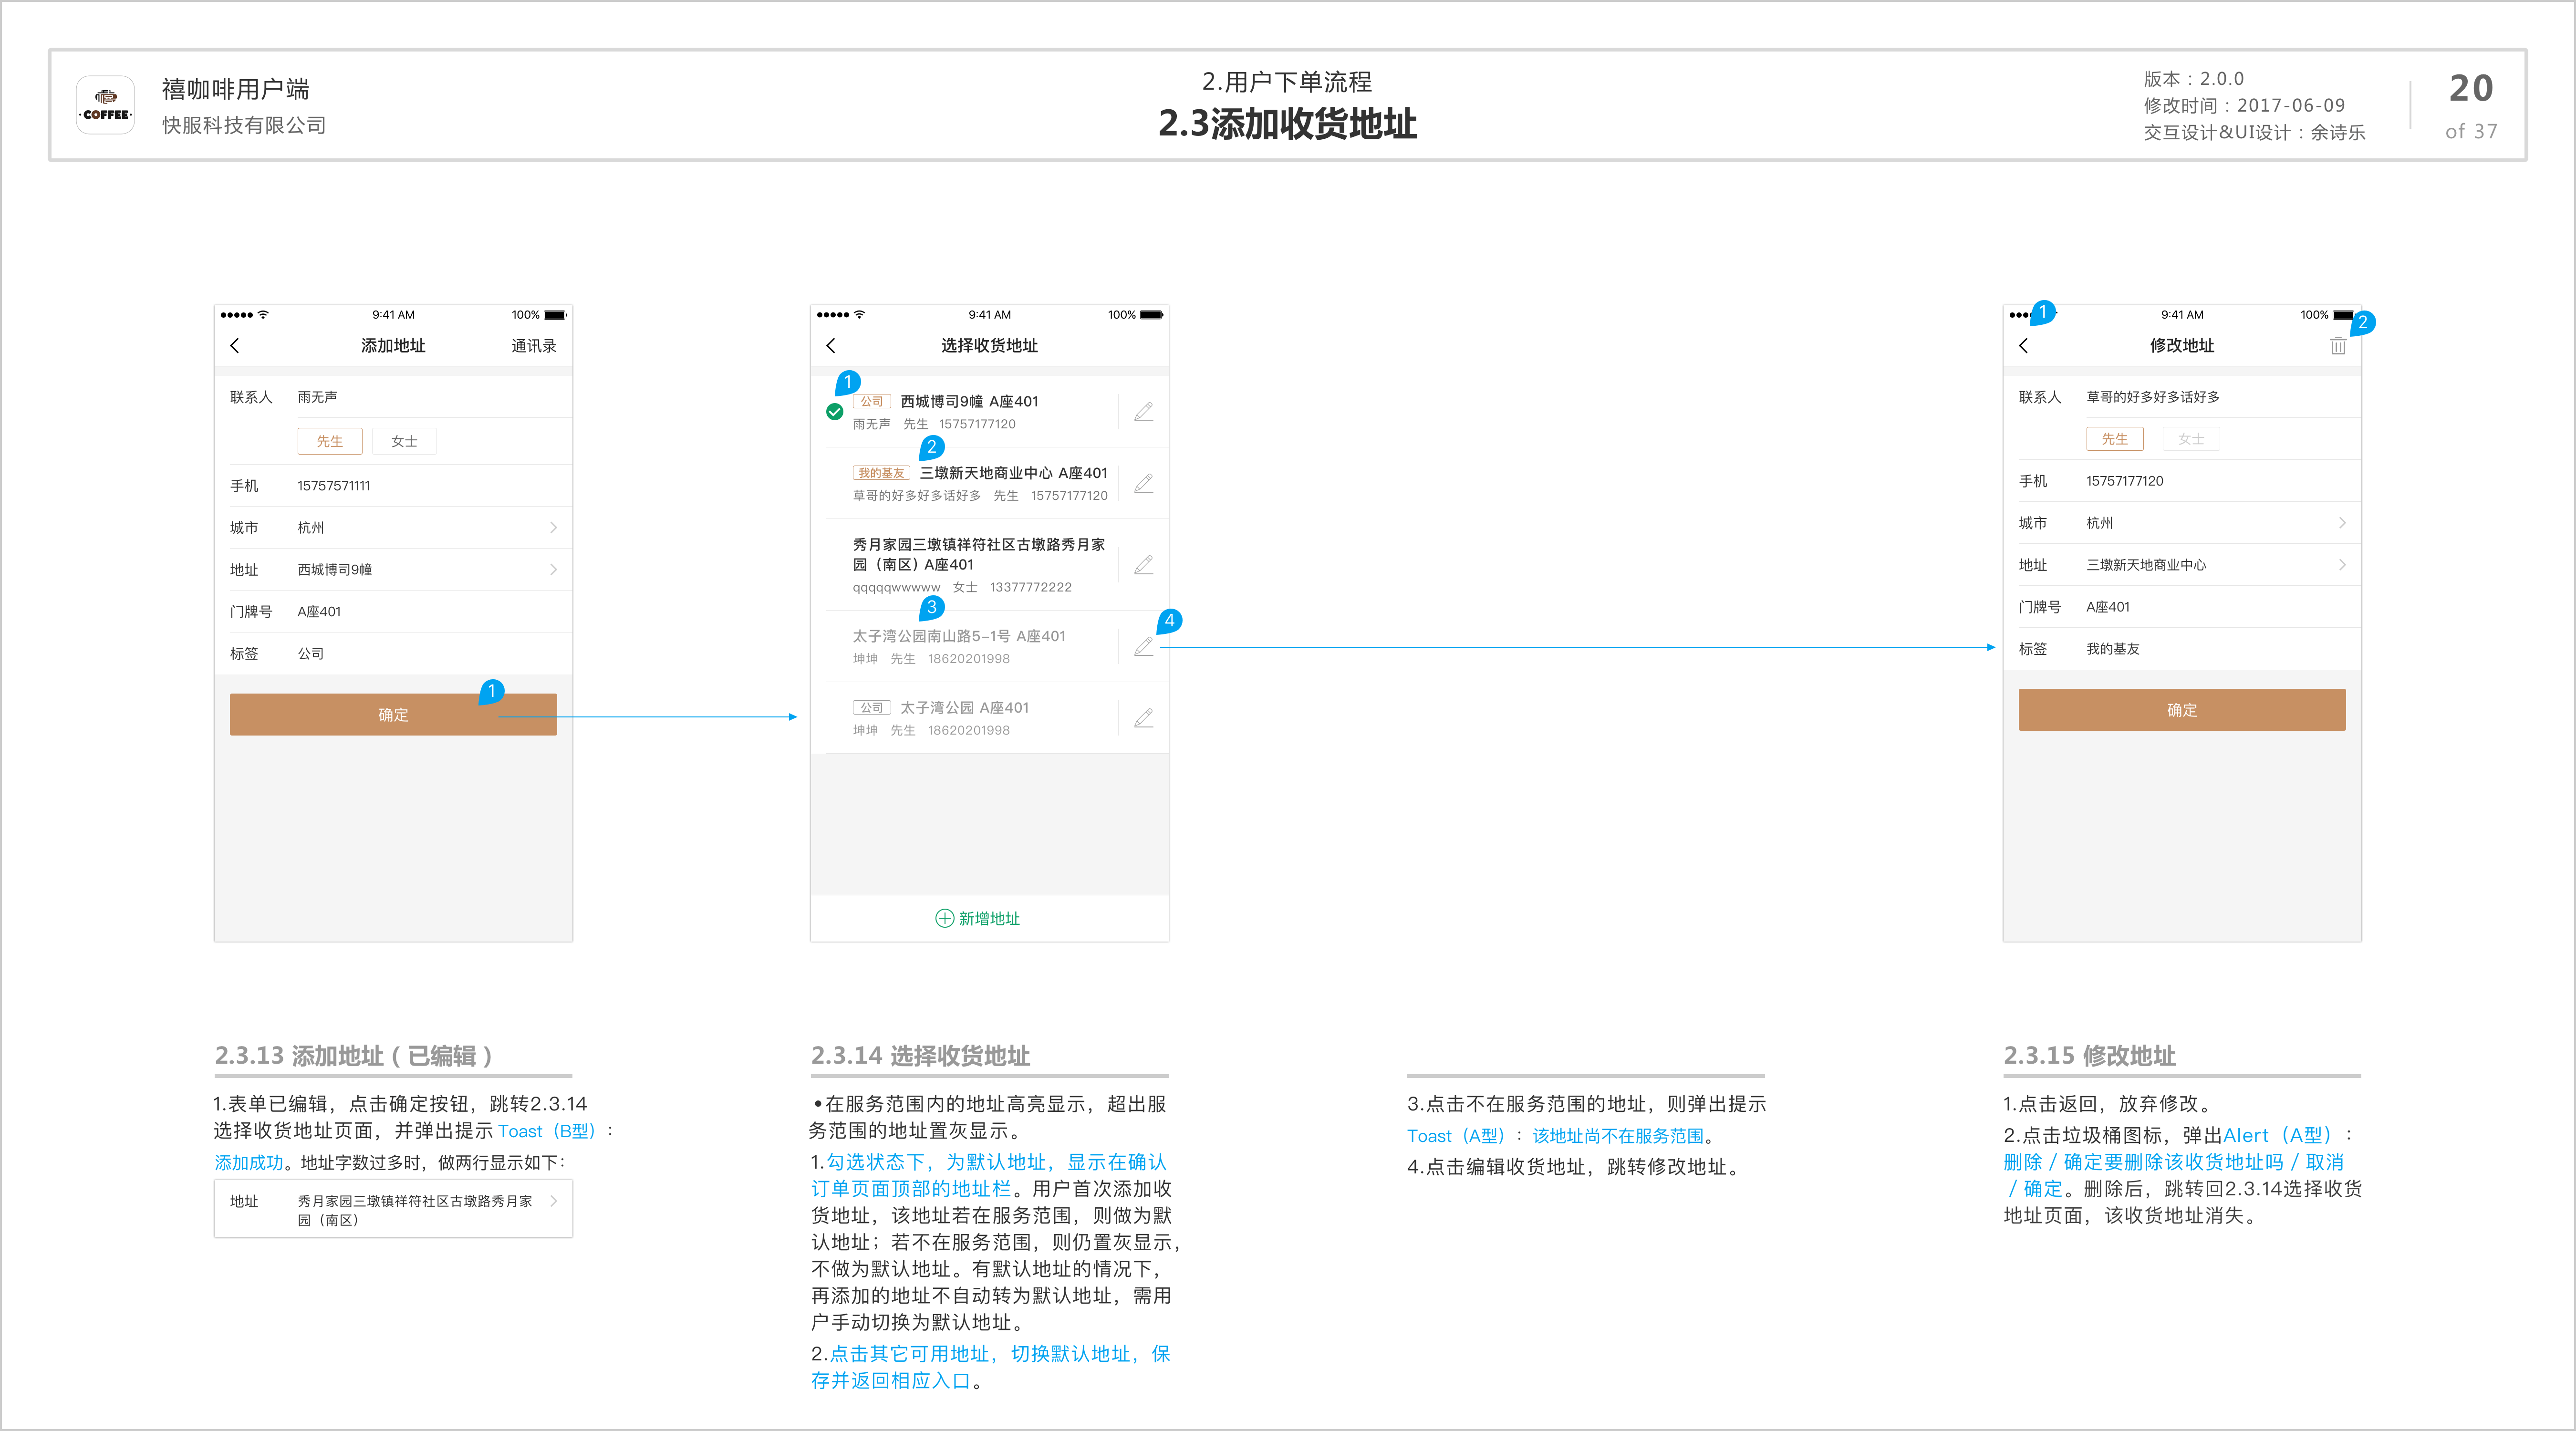 COFFEE
禧咖啡用户端
快服科技有限公司
2.用户下单流程
2.3添加收货地址
版本：2.0.0
修改时间：2017-06-09
交互设计&UI设计：余诗乐
20
of 37
9:41 AM
100%
添加地址
通讯录
联系人 雨无声
先生 女士
手机 15757571111
城市 杭州
地址 西城博司9幢
门牌号 A座401
标签 公司
1
确定
9:41 AM
100%
选择收货地址
1
公司 西城博司9幢 A座401
雨无声 先生 15757177120
2
我的基友 三墩新天地商业中心 A座401
草哥的好多好多话好多 先生 15757177120
秀月家园三墩镇祥符社区古墩路秀月家
园（南区）A座401
qqqqqwwwww 女士 13377772222
3
4
太子湾公园南山路5-1号 A座401
坤坤 先生 18620201998
公司 太子湾公园 A座401
坤坤 先生 18620201998
新增地址
1
9:41 AM
100%
2
修改地址
联系人 草哥的好多好多话好多
先生 女士
手机 15757177120
城市 杭州
地址 三墩新天地商业中心
门牌号 A座401
标签 我的基友
确定
2.3.13 添加地址（已编辑）
1.表单已编辑，点击确定按钮，跳转2.3.14
选择收货地址页面，并弹出提示 Toast（B型）：
添加成功。地址字数过多时，做两行显示如下：
地址 秀月家园三墩镇祥符社区古墩路秀月家
园（南区）
2.3.14 选择收货地址
•在服务范围内的地址高亮显示，超出服
务范围的地址置灰显示。
1.勾选状态下，为默认地址，显示在确认
订单页面顶部的地址栏。用户首次添加收
货地址，该地址若在服务范围，则做为默
认地址；若不在服务范围，则仍置灰显示，
不做为默认地址。有默认地址的情况下，
再添加的地址不自动转为默认地址，需用
户手动切换为默认地址。
2.点击其它可用地址，切换默认地址，保
存并返回相应入口。
3.点击不在服务范围的地址，则弹出提示
Toast（A型）：该地址尚不在服务范围。
4.点击编辑收货地址，跳转修改地址。
2.3.15 修改地址
1.点击返回，放弃修改。
2.点击垃圾桶图标，弹出Alert（A型）：
删除 / 确定要删除该收货地址吗 / 取消
/ 确定。删除后，跳转回2.3.14选择收货
地址页面，该收货地址消失。